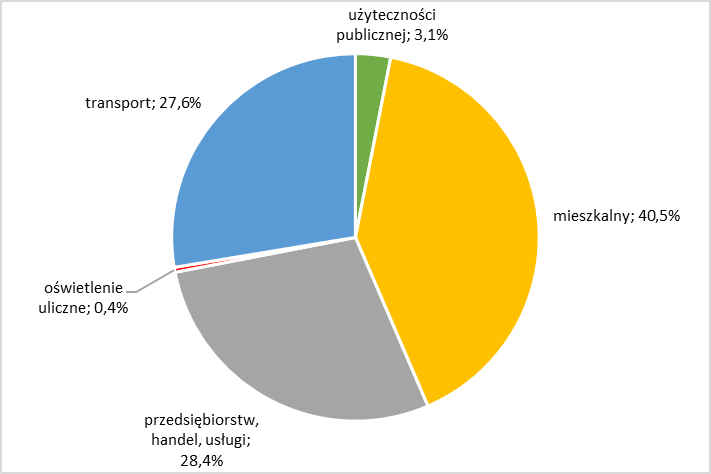 użyteczności
publicznej; 3,1%
transport; 27,6%
mieszkalny; 40,5%
oświetlenie
uliczne; 0,4%
przedsiębiorstw,
handel, usługi;
28,4%